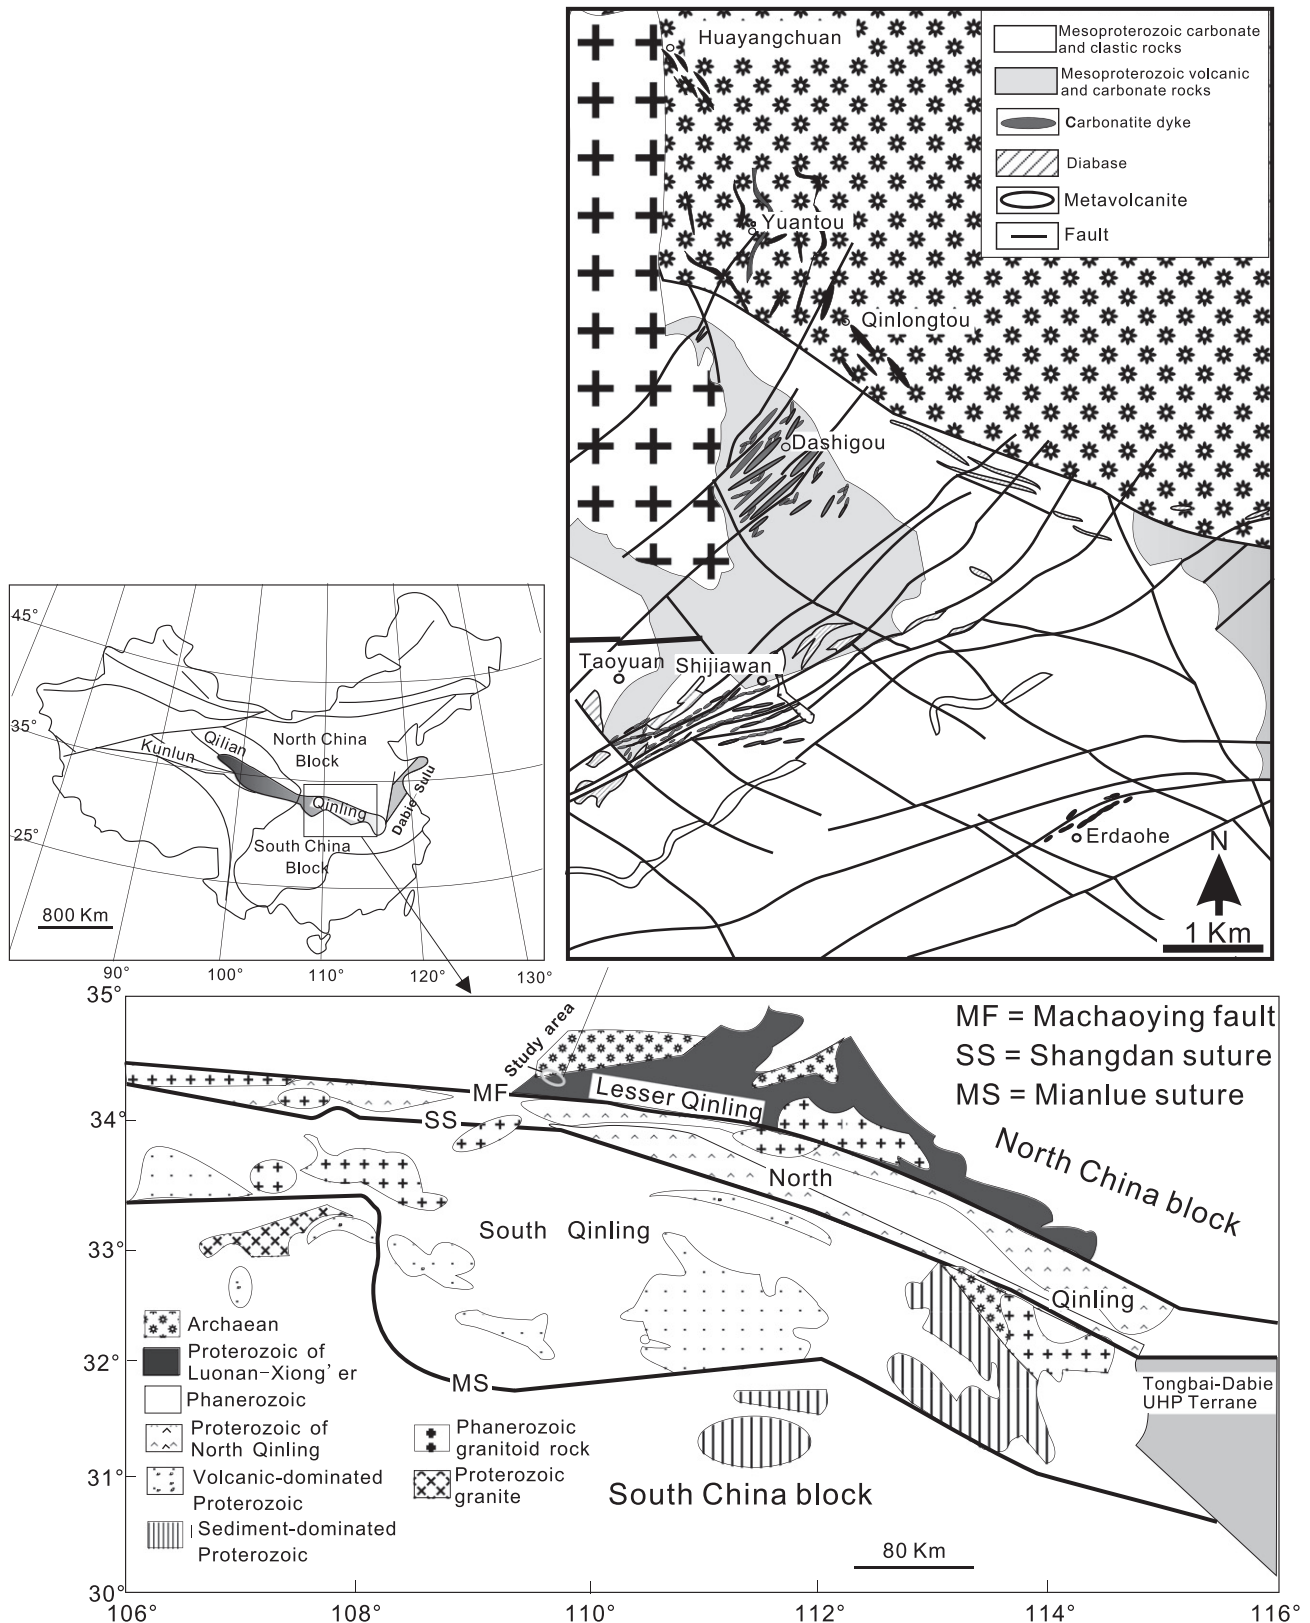 Huayangchuan
Yuantou
Qinlongtou
Dashigou
Taoyuan
Shijiawan
Erdaohe
N
1 Km
Mesoproterozoic carbonate
and clastic rocks
Mesoproterozoic volcanic
and carbonate rocks
Carbonatite dyke
Diabase
Metavolcanite
Fault
45°
35°
25°
Kunlun
Qilian
North China
Block
Qinling
Dabie-Sulu
South China
Block
800 Km
90°
100°
110°
120°
130°
35°
34°
33°
32°
31°
30°
106°
108°
110°
112°
114°
116°
Study area
MF = Machaoying fault
SS = Shangdan suture
MS = Mianlue suture
MF
SS
Lesser Qinling
North China block
North
South Qinling
Qinling
MS
Tongbai-Dabie
UHP Terrane
South China block
80 Km
Archaean
Proterozoic of
Luonan-Xiong'er
Phanerozoic
Proterozoic of
North Qinling
Volcanic-dominated
Proterozoic
Sediment-dominated
Proterozoic
Phanerozoic
granitoid rock
Proterozoic
granite